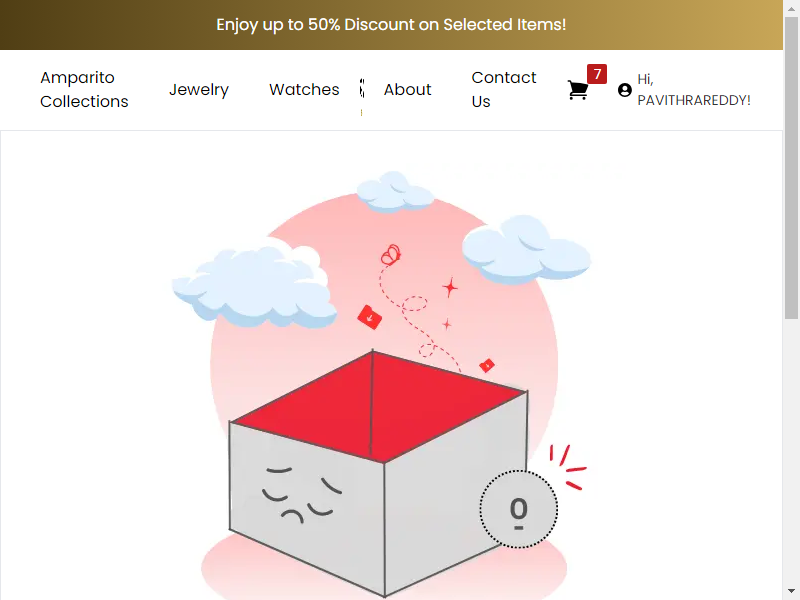 Enjoy up to 50% Discount on Selected Items!
Amparito
Collections
Jewelry
Watches
About
Contact
Us
7
Hi,
PAVITHRAREDDY!
0